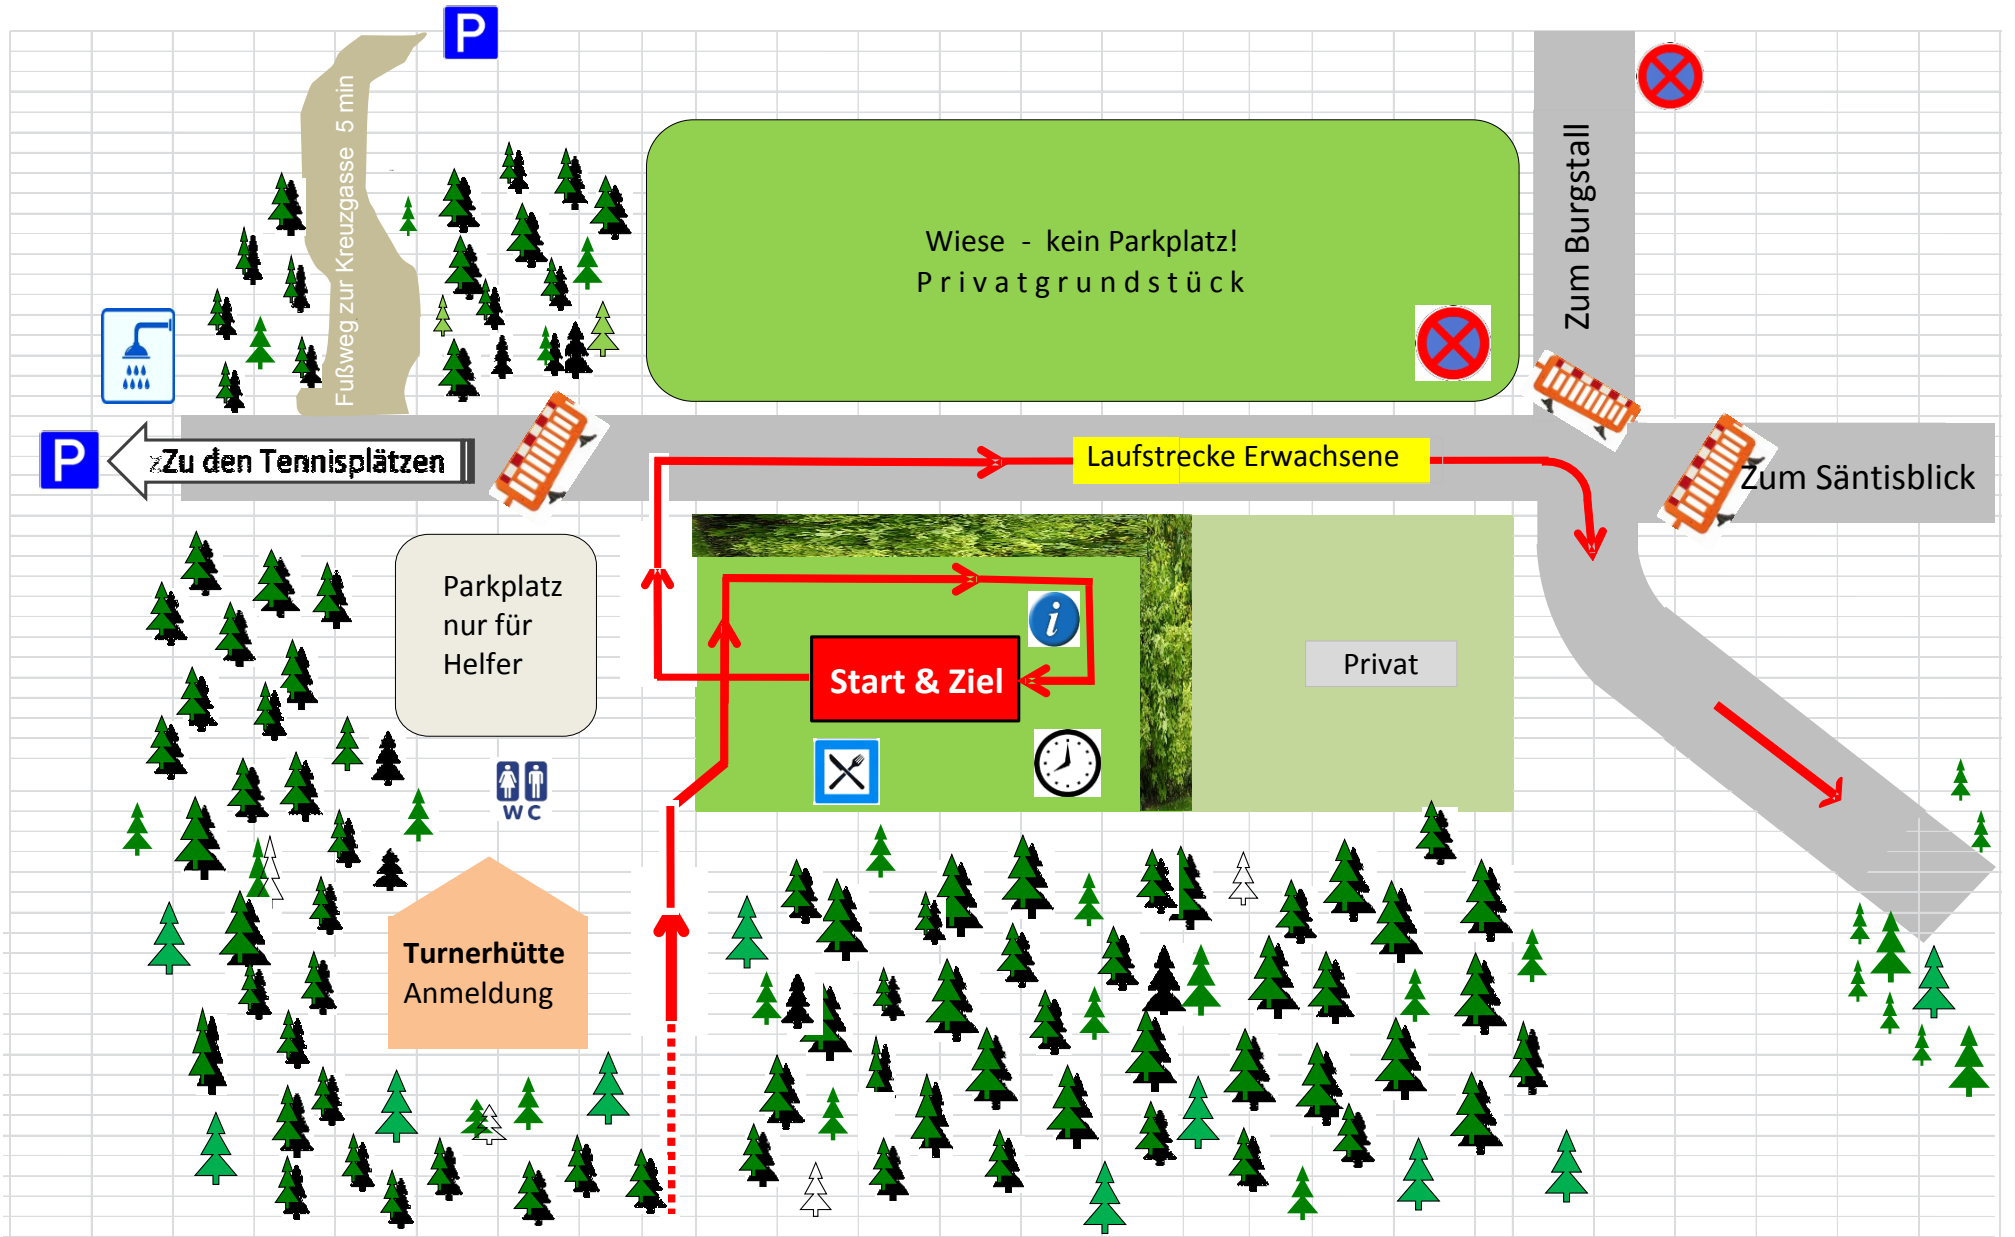 P
Fußweg zur Kreuzgasse 5 min
Zum Burgstall
Wiese - kein Parkplatz!
Privatgrundstück
P
zZu den Tennisplätzen
Laufstrecke Erwachsene
Zum Säntisblick
Parkplatz
nur für
Helfer
i
Start & Ziel
Privat
WC
Turnerhütte
Anmeldung